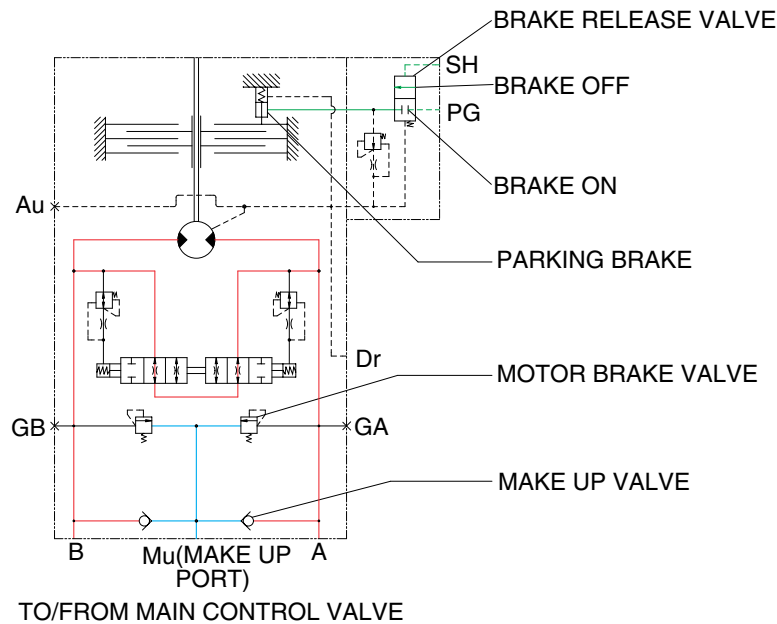 BRAKE RELEASE VALVE
SH
BRAKE OFF
PG
BRAKE ON
Au
PARKING BRAKE
Dr
MOTOR BRAKE VALVE
GB
GA
MAKE UP VALVE
B
Mu(MAKE UP
PORT)
A
TO/FROM MAIN CONTROL VALVE